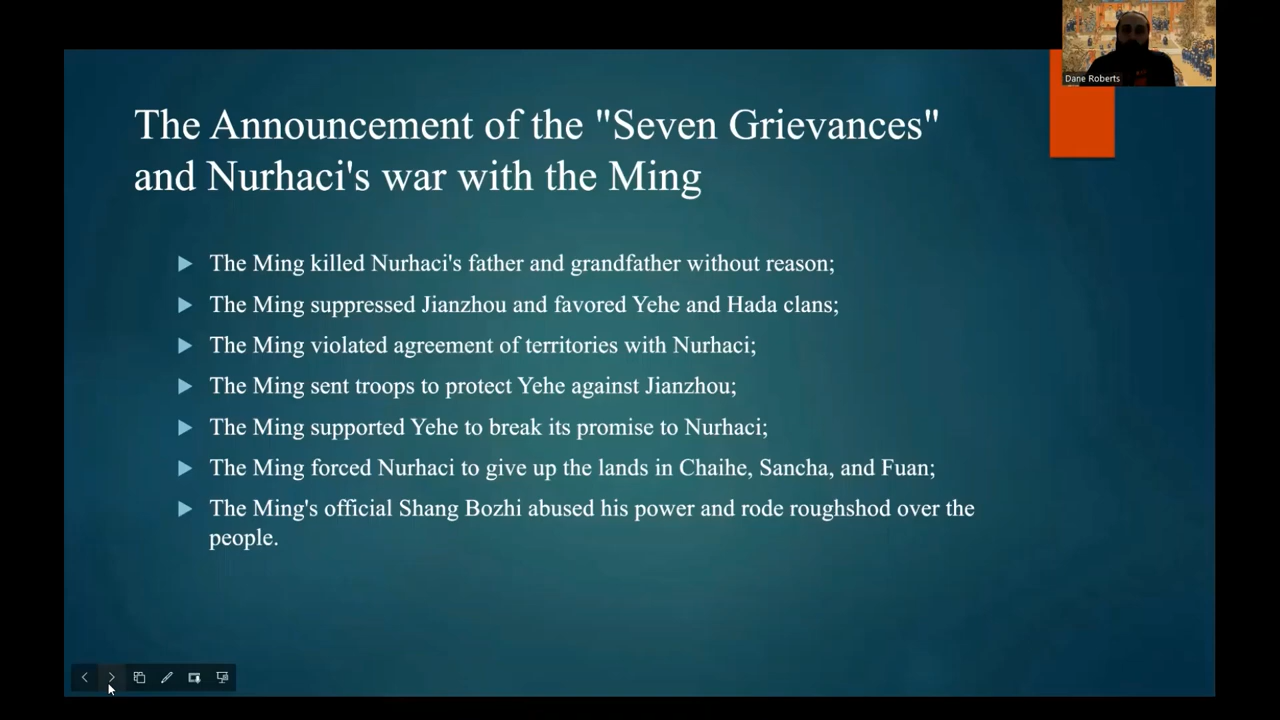 Dane Roberts
The Announcement of the "Seven Grievances"
and Nurhaci's war with the Ming
The Ming killed Nurhaci's father and grandfather without reason;
The Ming suppressed Jianzhou and favored Yehe and Hada clans;
The Ming violated agreement of territories with Nurhaci;
The Ming sent troops to protect Yehe against Jianzhou;
The Ming supported Yehe to break its promise to Nurhaci;
The Ming forced Nurhaci to give up the lands in Chaihe, Sancha, and Fuan;
The Ming's official Shang Bozhi abused his power and rode roughshod over the
people.